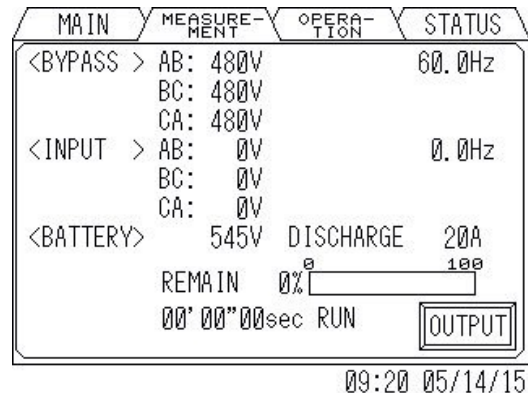 MAIN MEASURE-MENT OPERA-TION STATUS
<BYPASS > AB: 480V 60.0Hz
BC: 480V
CA: 480V
<INPUT > AB: 0V 0.0Hz
BC: 0V
CA: 0V
<BATTERY> 545V DISCHARGE 20A
0 100
REMAIN 0%
00'00"00sec RUN
OUTPUT
09:20 05/14/15